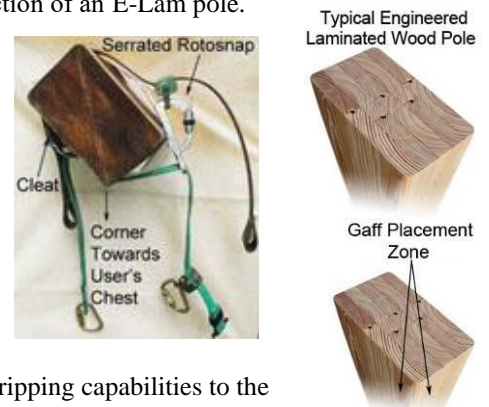 ction of an E-Lam pole.
Serrated Rotosnap
Cleat
Corner
Towards
User's
Chest
Typical Engineered
Laminated Wood Pole
Gaff Placement
Zone
ripping capabilities to the